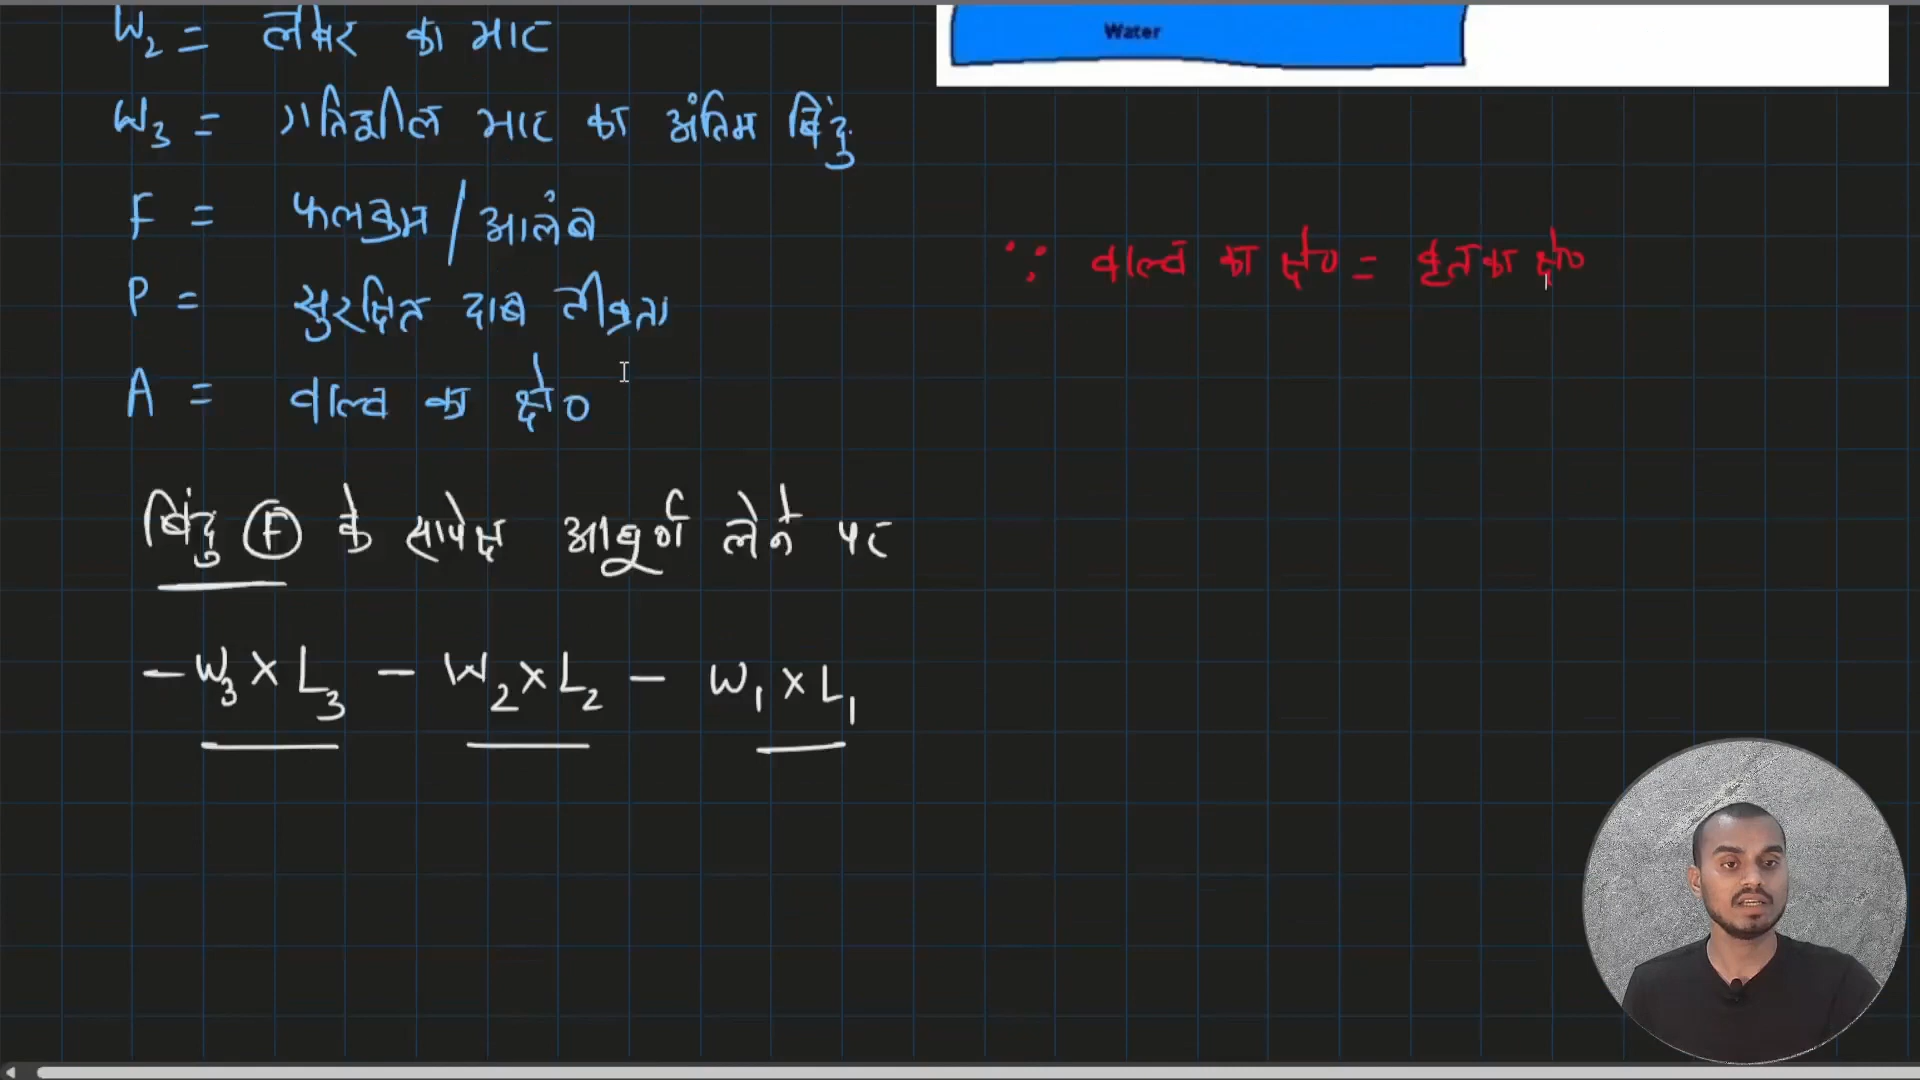 W₂ = लीवर का भार
Water
W₃ = गतिशील भार का अंतिम बिंदु
F = फलक्रम / आलंब
P = सुरक्षित दाब तीव्रता
A = वाल्व का क्षे०
∵ वाल्व का क्षे० = वृत का क्षे०
बिंदु F के सापेक्ष आघूर्ण लेने पर
- W₃ × L₃ - W₂ × L₂ - W₁ × L₁